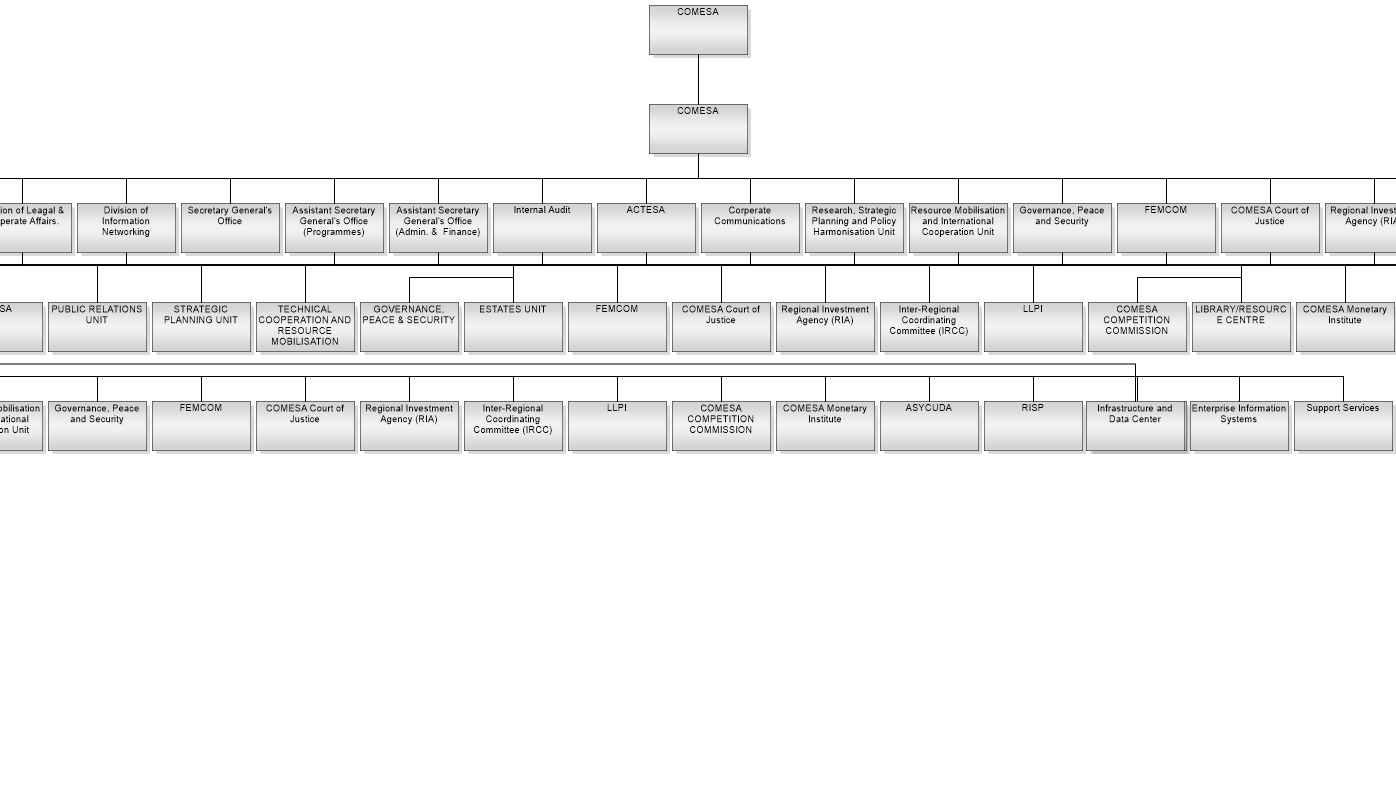 COMESA
COMESA
ion of Leagal &
perate Affairs.
Division of
Information
Networking
Secretary General's
Office
Assistant Secretary
General's Office
(Programmes)
Assistant Secretary
General's Office
(Admin. &  Finance)
Internal Audit
ACTESA
Corperate
Communications
Research, Strategic
Planning and Policy
Harmonisation Unit
Resource Mobilisation
and International
Cooperation Unit
Governance, Peace
and Security
FEMCOM
COMESA Court of
Justice
Regional Invest
Agency (RIA
SA
PUBLIC RELATIONS
UNIT
STRATEGIC
PLANNING UNIT
TECHNICAL
COOPERATION AND
RESOURCE
MOBILISATION
GOVERNANCE,
PEACE & SECURITY
ESTATES UNIT
FEMCOM
COMESA Court of
Justice
Regional Investment
Agency (RIA)
Inter-Regional
Coordinating
Committee (IRCC)
LLPI
COMESA
COMPETITION
COMMISSION
LIBRARY/RESOURC
E CENTRE
COMESA Monetary
Institute
obilisation
ational
on Unit
Governance, Peace
and Security
FEMCOM
COMESA Court of
Justice
Regional Investment
Agency (RIA)
Inter-Regional
Coordinating
Committee (IRCC)
LLPI
COMESA
COMPETITION
COMMISSION
COMESA Monetary
Institute
ASYCUDA
RISP
Infrastructure and
Data Center
Enterprise Information
Systems
Support Services